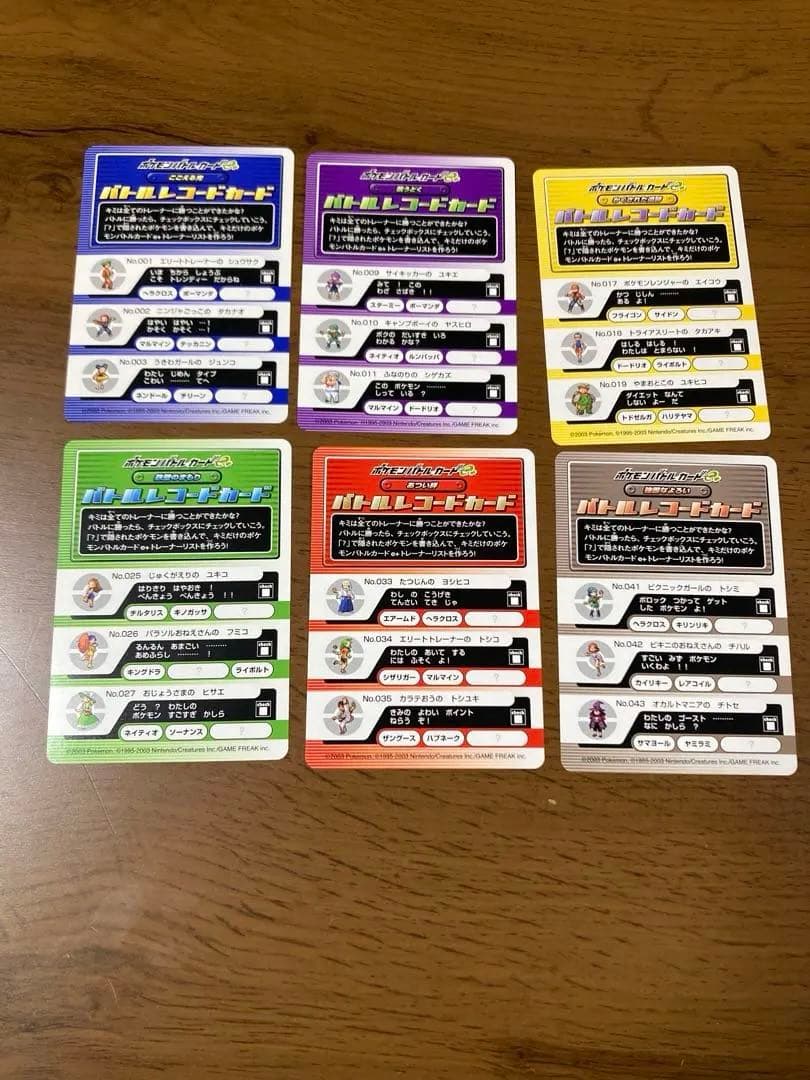 ポケモンバトルカードe+
こごえる炎
バトルレコードカード
キミは全てのトレーナーに勝つことができたかな?
バトルに勝ったら、チェックボックスにチェックしていこう。
「?」で隠されたポケモンを書き込んで、キミだけのポケ
モンバトルカードe+トレーナーリストを作ろう!
No.001 エリートトレーナーの シュウサク
いま ちから しょうぶ
こそ トレンディー だからね
check
ヘラクロス ボーマンダ ?
No.002 ニンジャごっこの タカナオ
はやい はやい …!
かそく かそく …!
check
マルマイン テッカニン ?
No.003 うきわガールの ジュンコ
わたし じめん タイプ
こわい ……… てへ
check
ネンドール チリーン ?
©2003 Pokémon. ©1995-2003 Nintendo/Creatures Inc./GAME FREAK inc.
ポケモンバトルカードe+
バトルレコードカード
キミは全てのトレーナーに勝つことができたかな?
バトルに勝ったら、チェックボックスにチェックしていこう。
「?」で隠されたポケモンを書き込んで、キミだけのポケ
モンバトルカードe+トレーナーリストを作ろう!
No.009 サイキッカーの ユキエ
みて ! この
わざ さばき !!
check
スターミー ボーマンダ ?
No.010 キャンプボーイの ヤスヒロ
ボクの だいすき いろ
わかる かな?
check
ネイティオ ルンパッパ ?
No.011 ふなのりの シゲカズ
この ポケモン
しって いる ?
check
マルマイン ドードリオ ?
©2003 Pokémon. ©1995-2003 Nintendo/Creatures Inc./GAME FREAK inc.
ポケモンバトルカードe+
バトルレコードカード
キミは全てのトレーナーに勝つことができたかな?
バトルに勝ったら、チェックボックスにチェックしていこう。
「?」で隠されたポケモンを書き込んで、キミだけのポケ
モンバトルカードe+トレーナーリストを作ろう!
No.017 ポケモンレンジャーの エイコウ
かつ じしん ………
ある よ!
check
フライゴン サイドン ?
No.018 トライアスリートの タカアキ
はしる はしる !
わたしは とまらない !
check
ドードリオ ライボルト ?
No.019 やまおとこの ユキヒコ
ダイエット なんて
しない よー だ
check
トドゼルガ ハリテヤマ ?
©2003 Pokémon. ©1995-2003 Nintendo/Creatures Inc./GAME FREAK inc.
ポケモンバトルカードe+
バトルレコードカード
キミは全てのトレーナーに勝つことができたかな?
バトルに勝ったら、チェックボックスにチェックしていこう。
「?」で隠されたポケモンを書き込んで、キミだけのポケ
モンバトルカードe+トレーナーリストを作ろう!
No.025 じゅくがえりの ユキコ
はりきり はやおき !
べんきょう べんきょう !!
check
チルタリス キノガッサ ?
No.026 パラソルおねえさんの フミコ
るんるん あまごい ………
あめふらし ……… !
check
キングドラ ? ライボルト
No.027 おじょうさまの ヒサエ
どう ? わたしの
ポケモン すごすぎ かしら
check
ネイティオ ソーナンス ?
©2003 Pokémon. ©1995-2003 Nintendo/Creatures Inc./GAME FREAK inc.
ポケモンバトルカードe+
あつい拝
バトルレコードカード
キミは全てのトレーナーに勝つことができたかな?
バトルに勝ったら、チェックボックスにチェックしていこう。
「?」で隠されたポケモンを書き込んで、キミだけのポケ
モンバトルカードe+トレーナーリストを作ろう!
No.033 たつじんの ヨシヒコ
わし の こうげき
てんさい てき じゃ
check
エアームド ヘラクロス ?
No.034 エリートトレーナーの トシコ
わたしの あいて する
には ふそく よ!
check
シザリガー マルマイン ?
No.035 カラテおうの トシユキ
きみの よわい ポイント
ねらう ぞ!
check
ザングース ハブネーク ?
©2003 Pokémon. ©1995-2003 Nintendo/Creatures Inc./GAME FREAK inc.
ポケモンバトルカードe+
バトルレコードカード
キミは全てのトレーナーに勝つことができたかな?
バトルに勝ったら、チェックボックスにチェックしていこう。
「?」で隠されたポケモンを書き込んで、キミだけのポケ
モンバトルカードe+トレーナーリストを作ろう!
No.041 ピクニックガールの トシミ
ポロック つかって ゲット
した ポケモン よ!
check
ヘラクロス キリンリキ ?
No.042 ビキニのおねえさんの チハル
すごい みず ポケモン
いくわよ !!
check
カイリキー レアコイル ?
No.043 オカルトマニアの チトセ
わたしの ゴースト ………
なに かしら ?
check
サマヨール ヤミラミ ?
©2003 Pokémon. ©1995-2003 Nintendo/Creatures Inc./GAME FREAK inc.